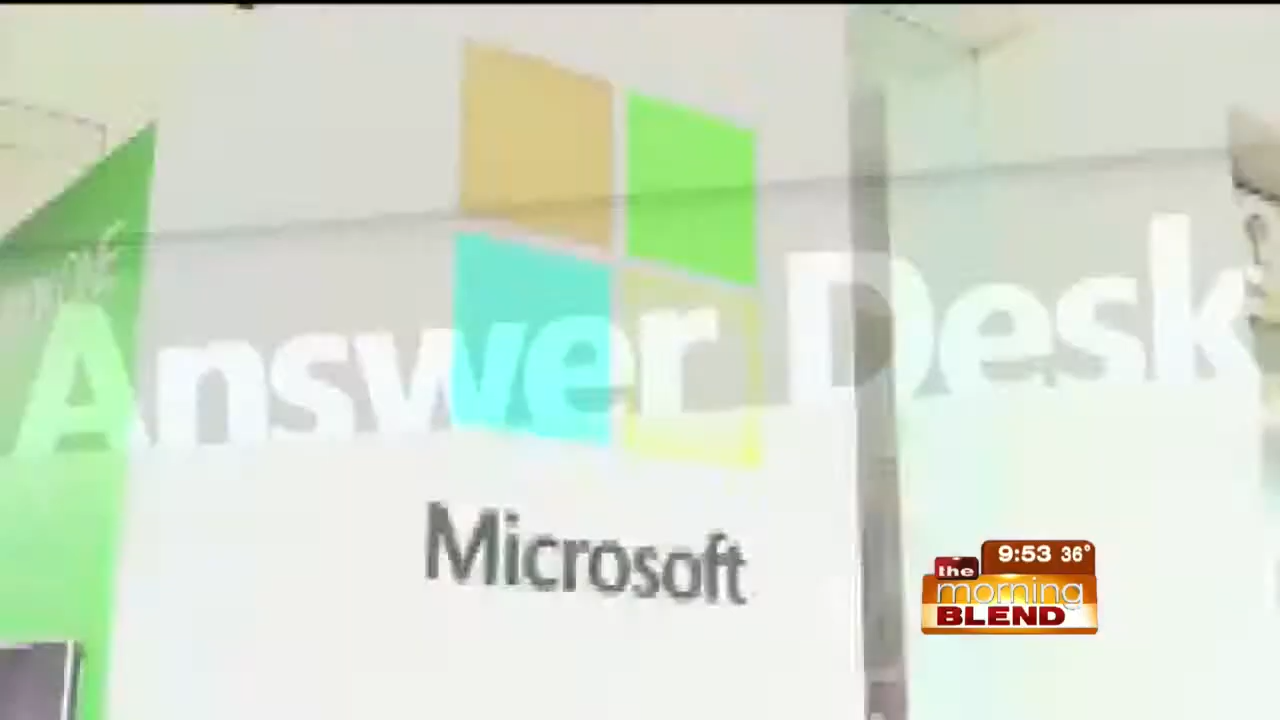 Answer Desk
Microsoft
9:53 36°
the
morning
BLEND